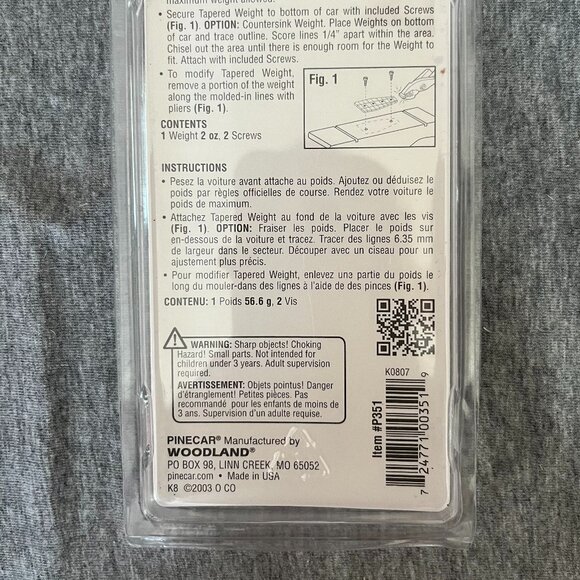 maximum weight allowed.
• Secure Tapered Weight to bottom of car with included Screws
(Fig. 1). OPTION: Countersink Weight. Place Weights on bottom
of car and trace outline. Score lines 1/4" apart within the area.
Chisel out the area until there is enough room for the Weight to
fit. Attach with included Screws.
• To modify Tapered Weight,
remove a portion of the weight
along the molded-in lines with
pliers (Fig. 1).
Fig. 1
CONTENTS
1 Weight 2 oz, 2 Screws
INSTRUCTIONS
• Pesez la voiture avant attache au poids. Ajoutez ou déduisez le
poids par règles officielles de course. Rendez votre voiture le
poids de maximum.
• Attachez Tapered Weight au fond de la voiture avec les vis
(Fig. 1). OPTION: Fraiser les poids. Placer le poids sur
en-dessous de la voiture et tracez. Tracer des lignes 6.35 mm
de largeur dans le secteur. Découper avec un ciseau pour un
ajustement plus précis.
• Pour modifier Tapered Weight, enlevez une partie du poids le
long du mouler-dans des lignes à l'aide de des pinces (Fig. 1).
CONTENU: 1 Poids 56.6 g, 2 Vis
WARNING: Sharp objects! Choking
Hazard! Small parts. Not intended for
children under 3 years. Adult supervision
required.
AVERTISSEMENT: Objets pointus! Danger
d'étranglement! Petites pièces. Pas
recommandé pour les enfants de moins de
3 ans. Supervision d'un adulte requise.
K0807
Item #P351
7 24771 00351 9
PINECAR® Manufactured by
WOODLAND®
PO BOX 98, LINN CREEK, MO 65052
pinecar.com • Made in USA
K8 ©2003 O CO